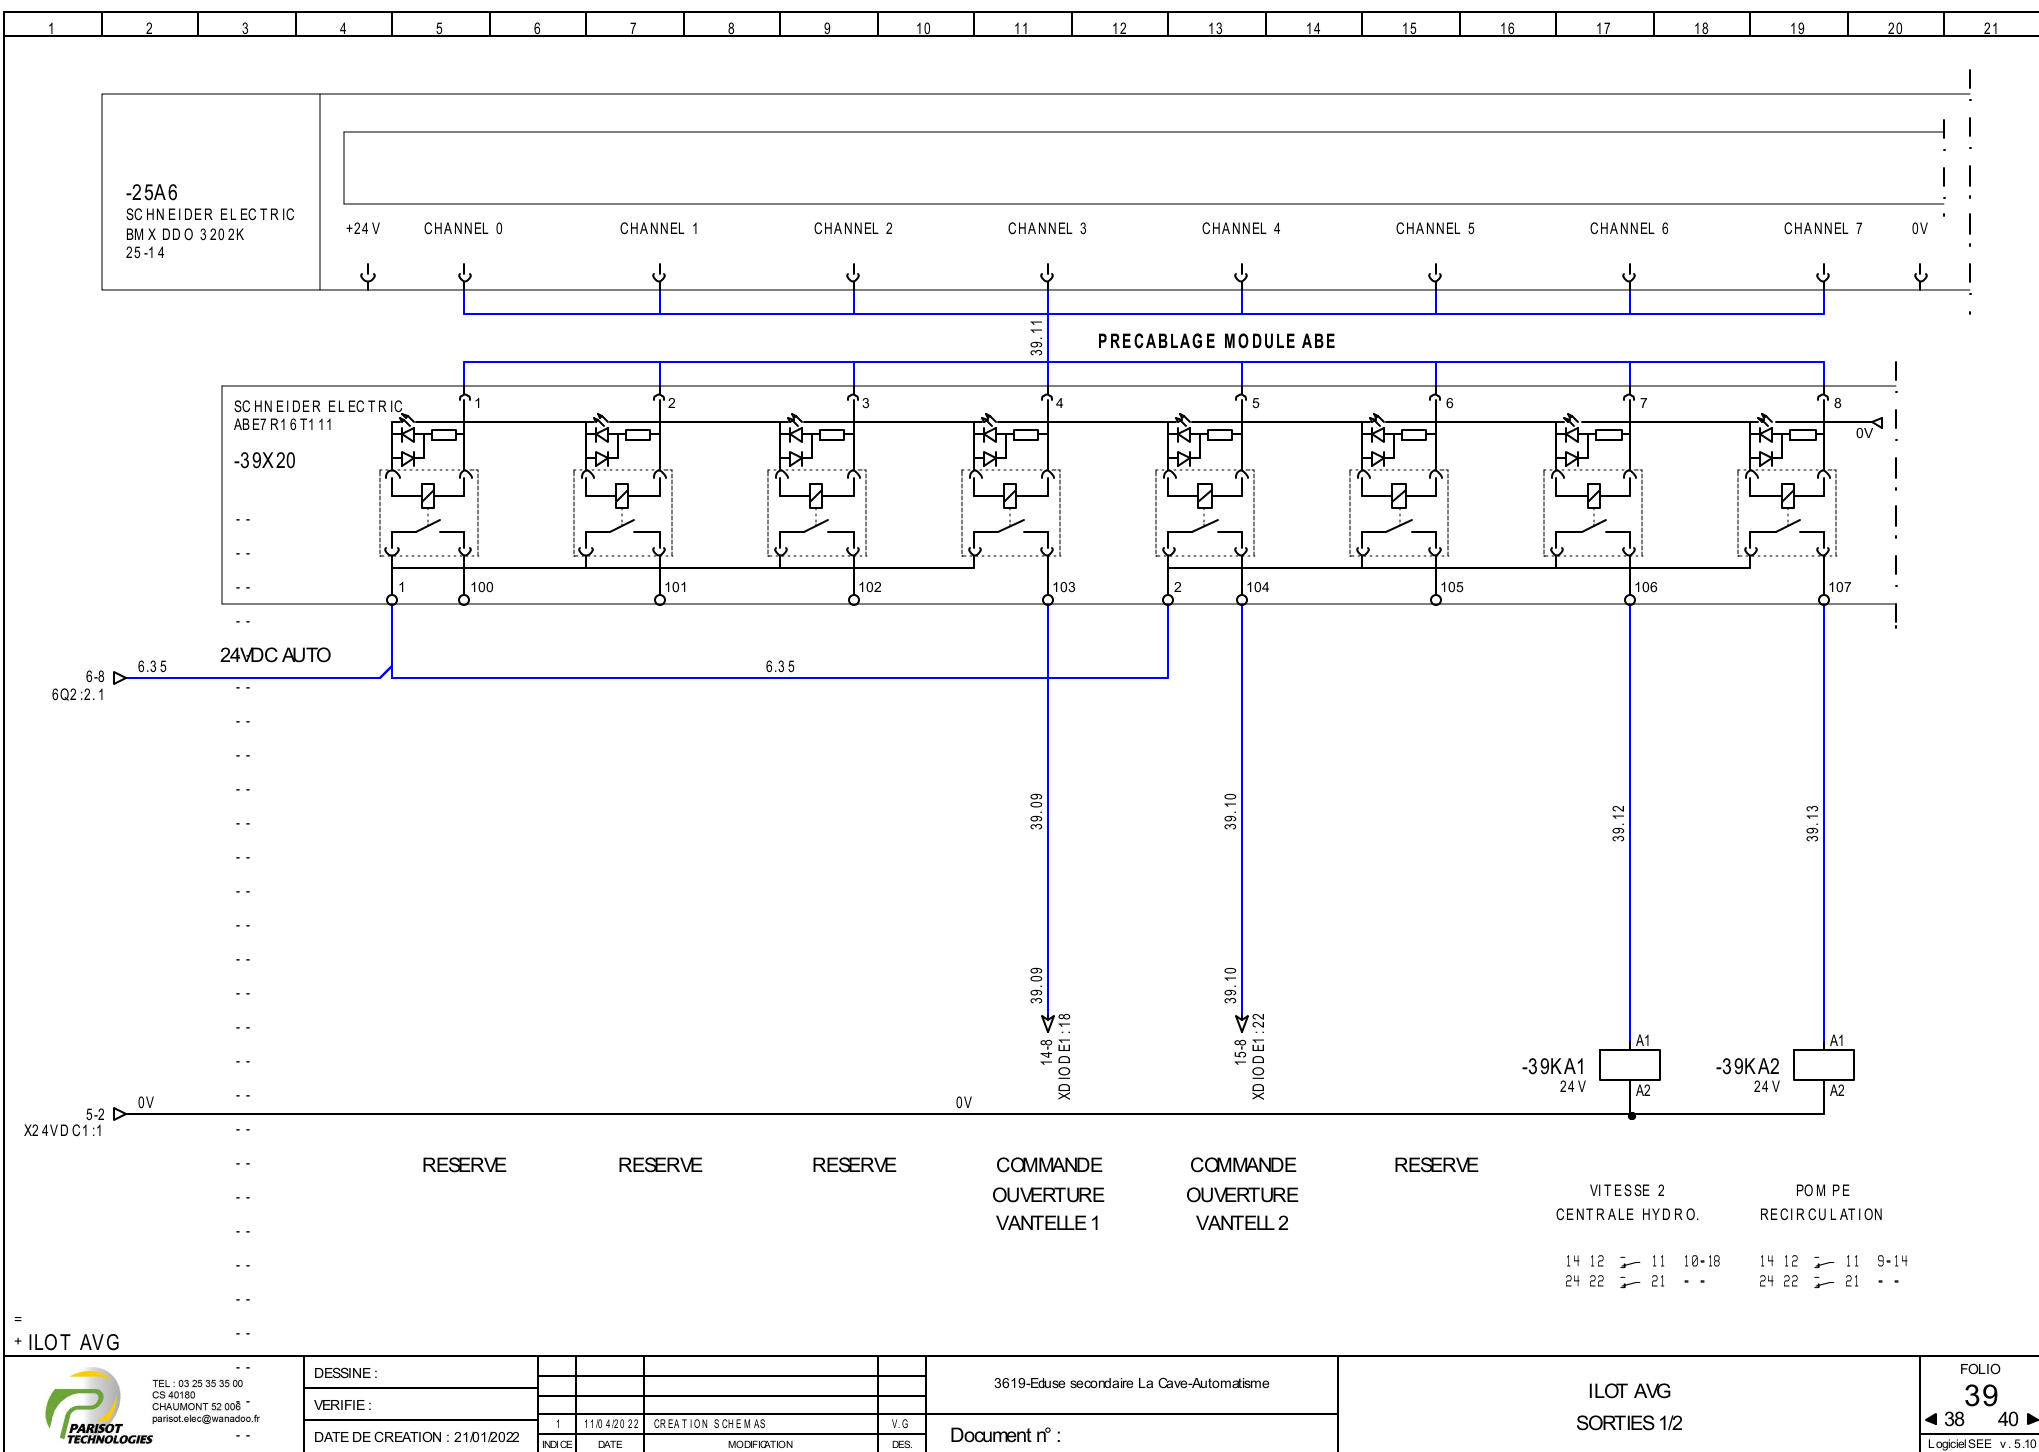 1 2 3 4 5 6 7 8 9 10 11 12 13 14 15 16 17 18 19 20 21
-25A6
SCHNEIDER ELECTRIC
BMX DDO 3202K
25-14
+24V CHANNEL 0 CHANNEL 1 CHANNEL 2 CHANNEL 3 CHANNEL 4 CHANNEL 5 CHANNEL 6 CHANNEL 7 0V
39.11
PRECABLAGE MODULE ABE
SCHNEIDER ELECTRIC
ABE7R16T111
-39X20
1 2 3 4 5 6 7 8
0V
- -
- -
- -
1 100 101 102 103 2 104 105 106 107
- -
24VDC AUTO
6-8 6.35 6.35
6Q2:2.1
- -
- -
- -
- -
- -
39.09 39.10 39.12 39.13
- -
- -
- -
- -
- -
39.09 39.10
14-8 XDIODE1:18
15-8 XDIODE1:22
- -
- -
-39KA1 24V A1 A2
-39KA2 24V A1 A2
5-2 0V 0V
X24VDC1:1
- -
- -
RESERVE RESERVE RESERVE COMMANDE COMMANDE RESERVE
OUVERTURE OUVERTURE
VANTELLE 1 VANTELL 2
VITESSE 2 POMPE
CENTRALE HYDRO. RECIRCULATION
14 12 11 10-18 14 12 11 9-14
24 22 21 - - 24 22 21 - -
- -
- -
- -
- -
=
+ ILOT AVG
PARISOT
TECHNOLOGIES
TEL : 03 25 35 35 00
CS 40180
CHAUMONT 52 006
parisot.elec@wanadoo.fr
DESSINE :
VERIFIE :
DATE DE CREATION : 21/01/2022
1 11/04/2022 CREATION SCHEMAS V.G
INDICE DATE MODIFICATION DES.
3619-Eduse secondaire La Cave-Automatisme
Document n° :
ILOT AVG
SORTIES 1/2
FOLIO
39
38 40
Logiciel SEE v.5.10